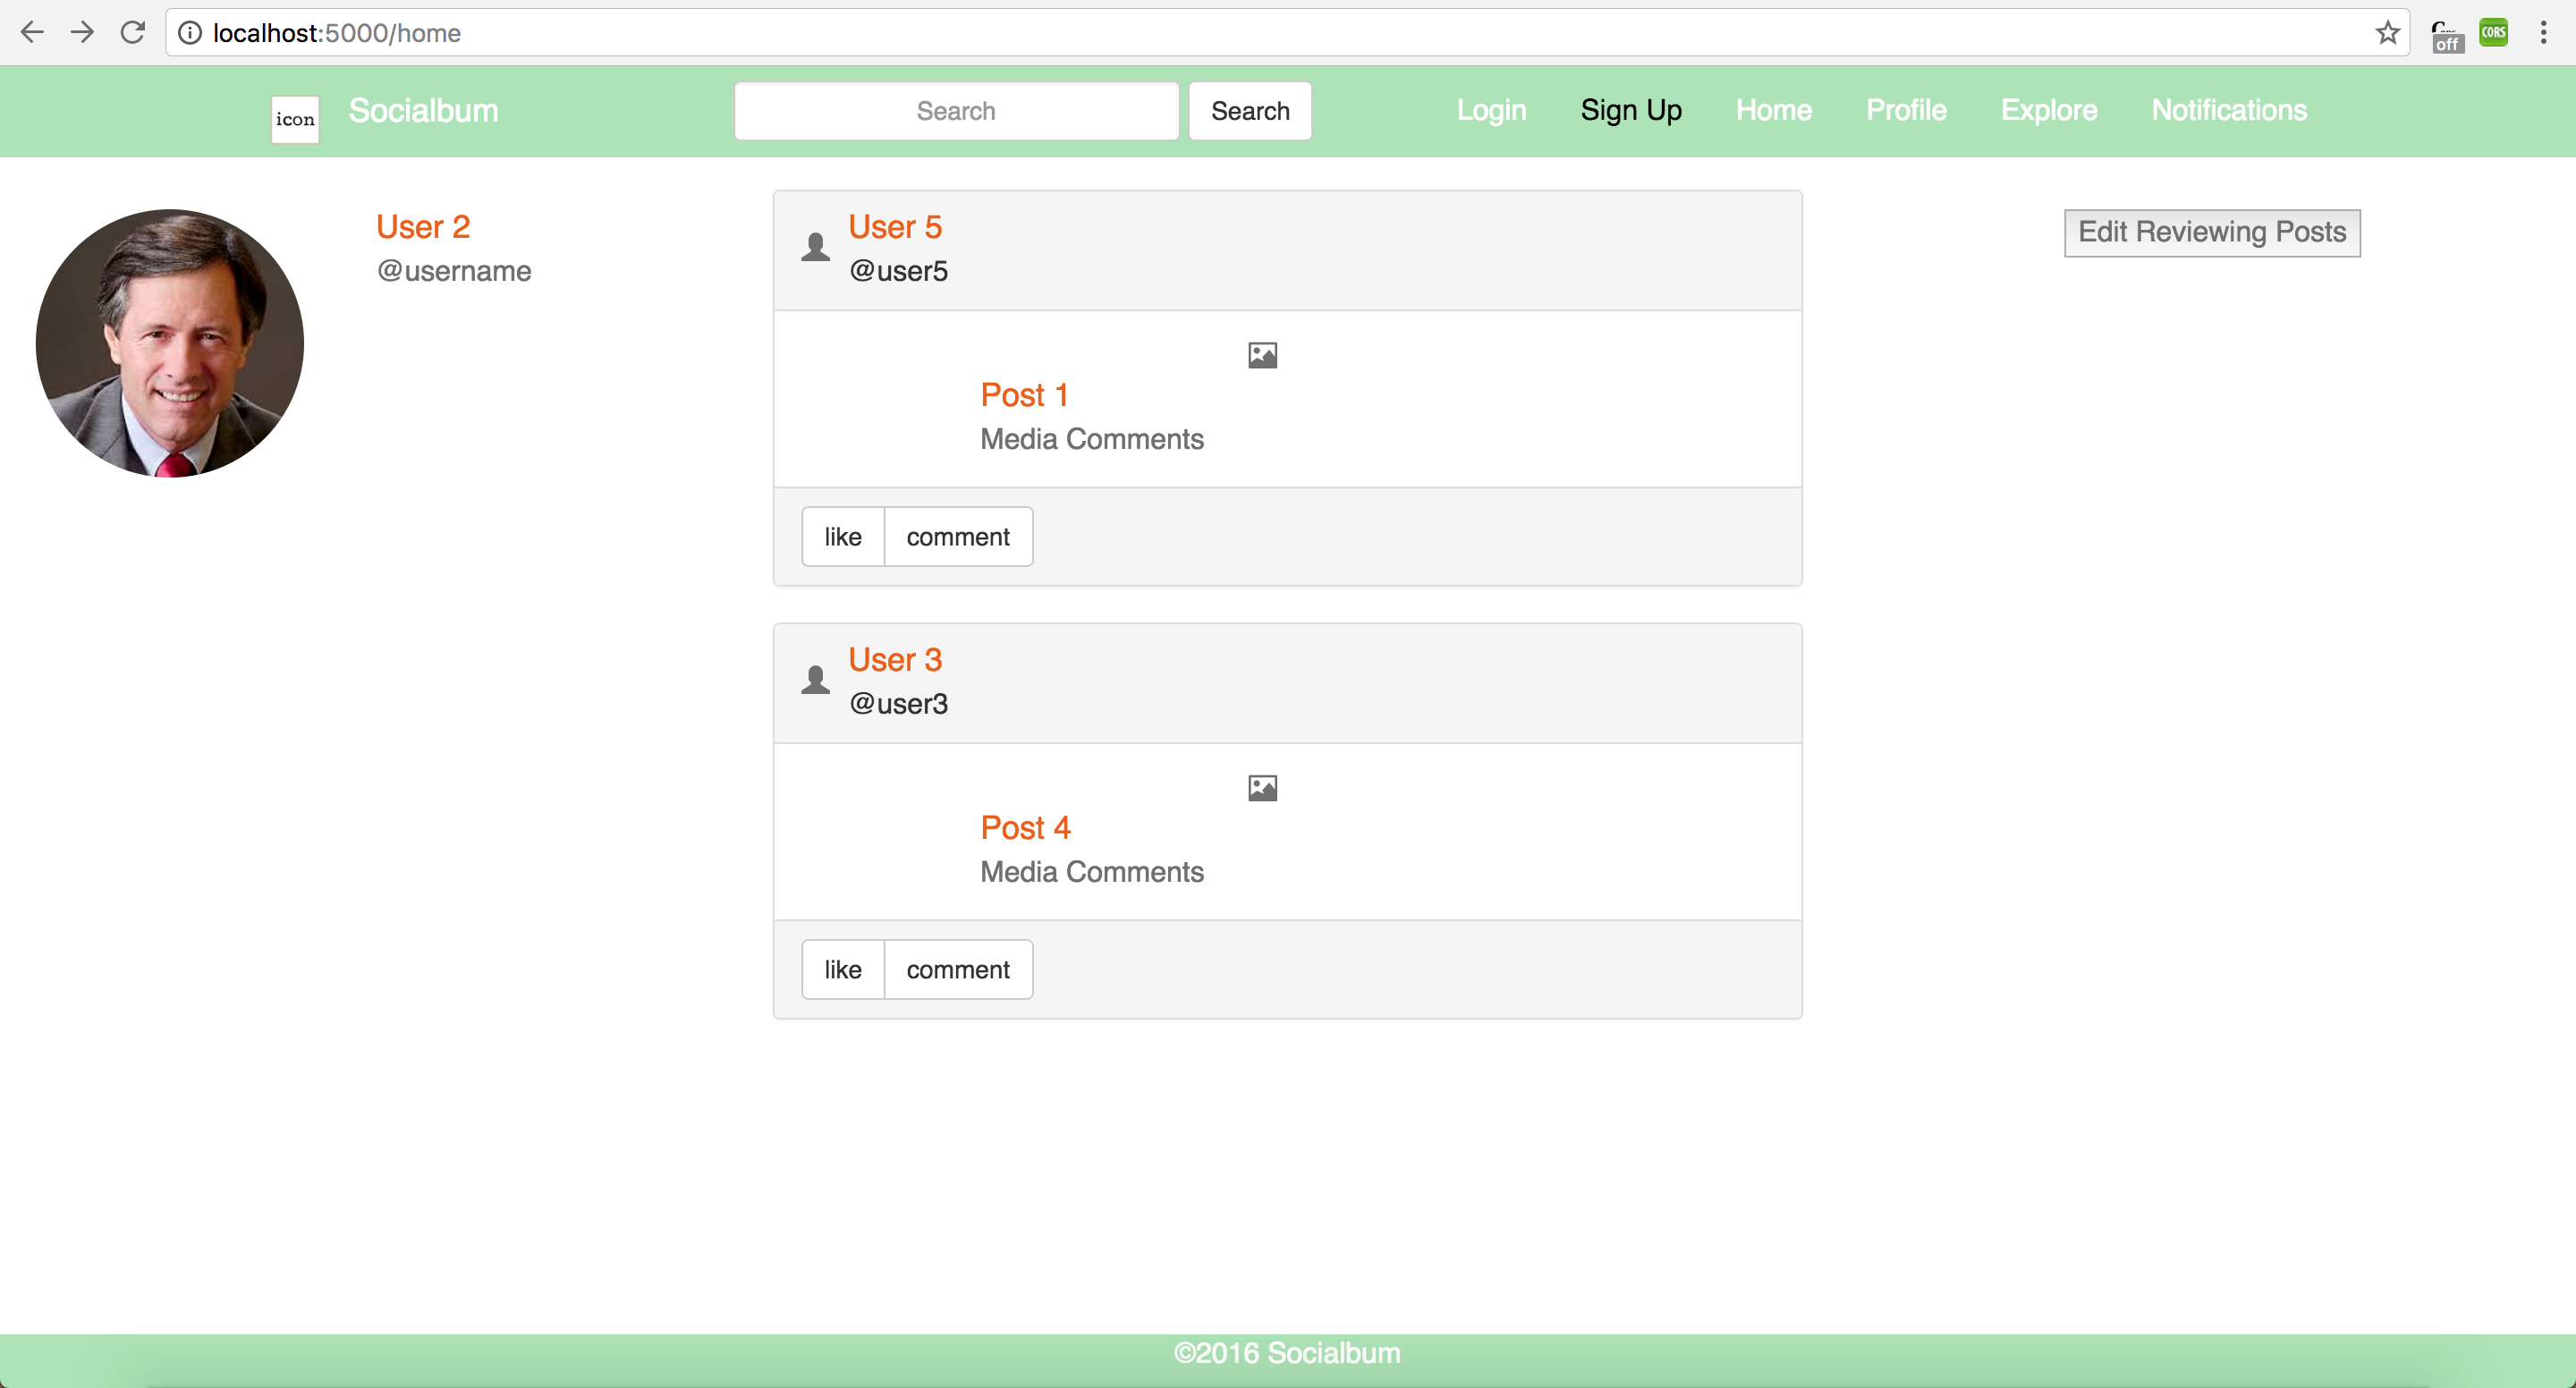 localhost:5000/home
off
CORS
icon
Socialbum
Search
Search
Login
Sign Up
Home
Profile
Explore
Notifications
User 2
@username
User 5
@user5
Post 1
Media Comments
like
comment
User 3
@user3
Post 4
Media Comments
like
comment
Edit Reviewing Posts
©2016 Socialbum